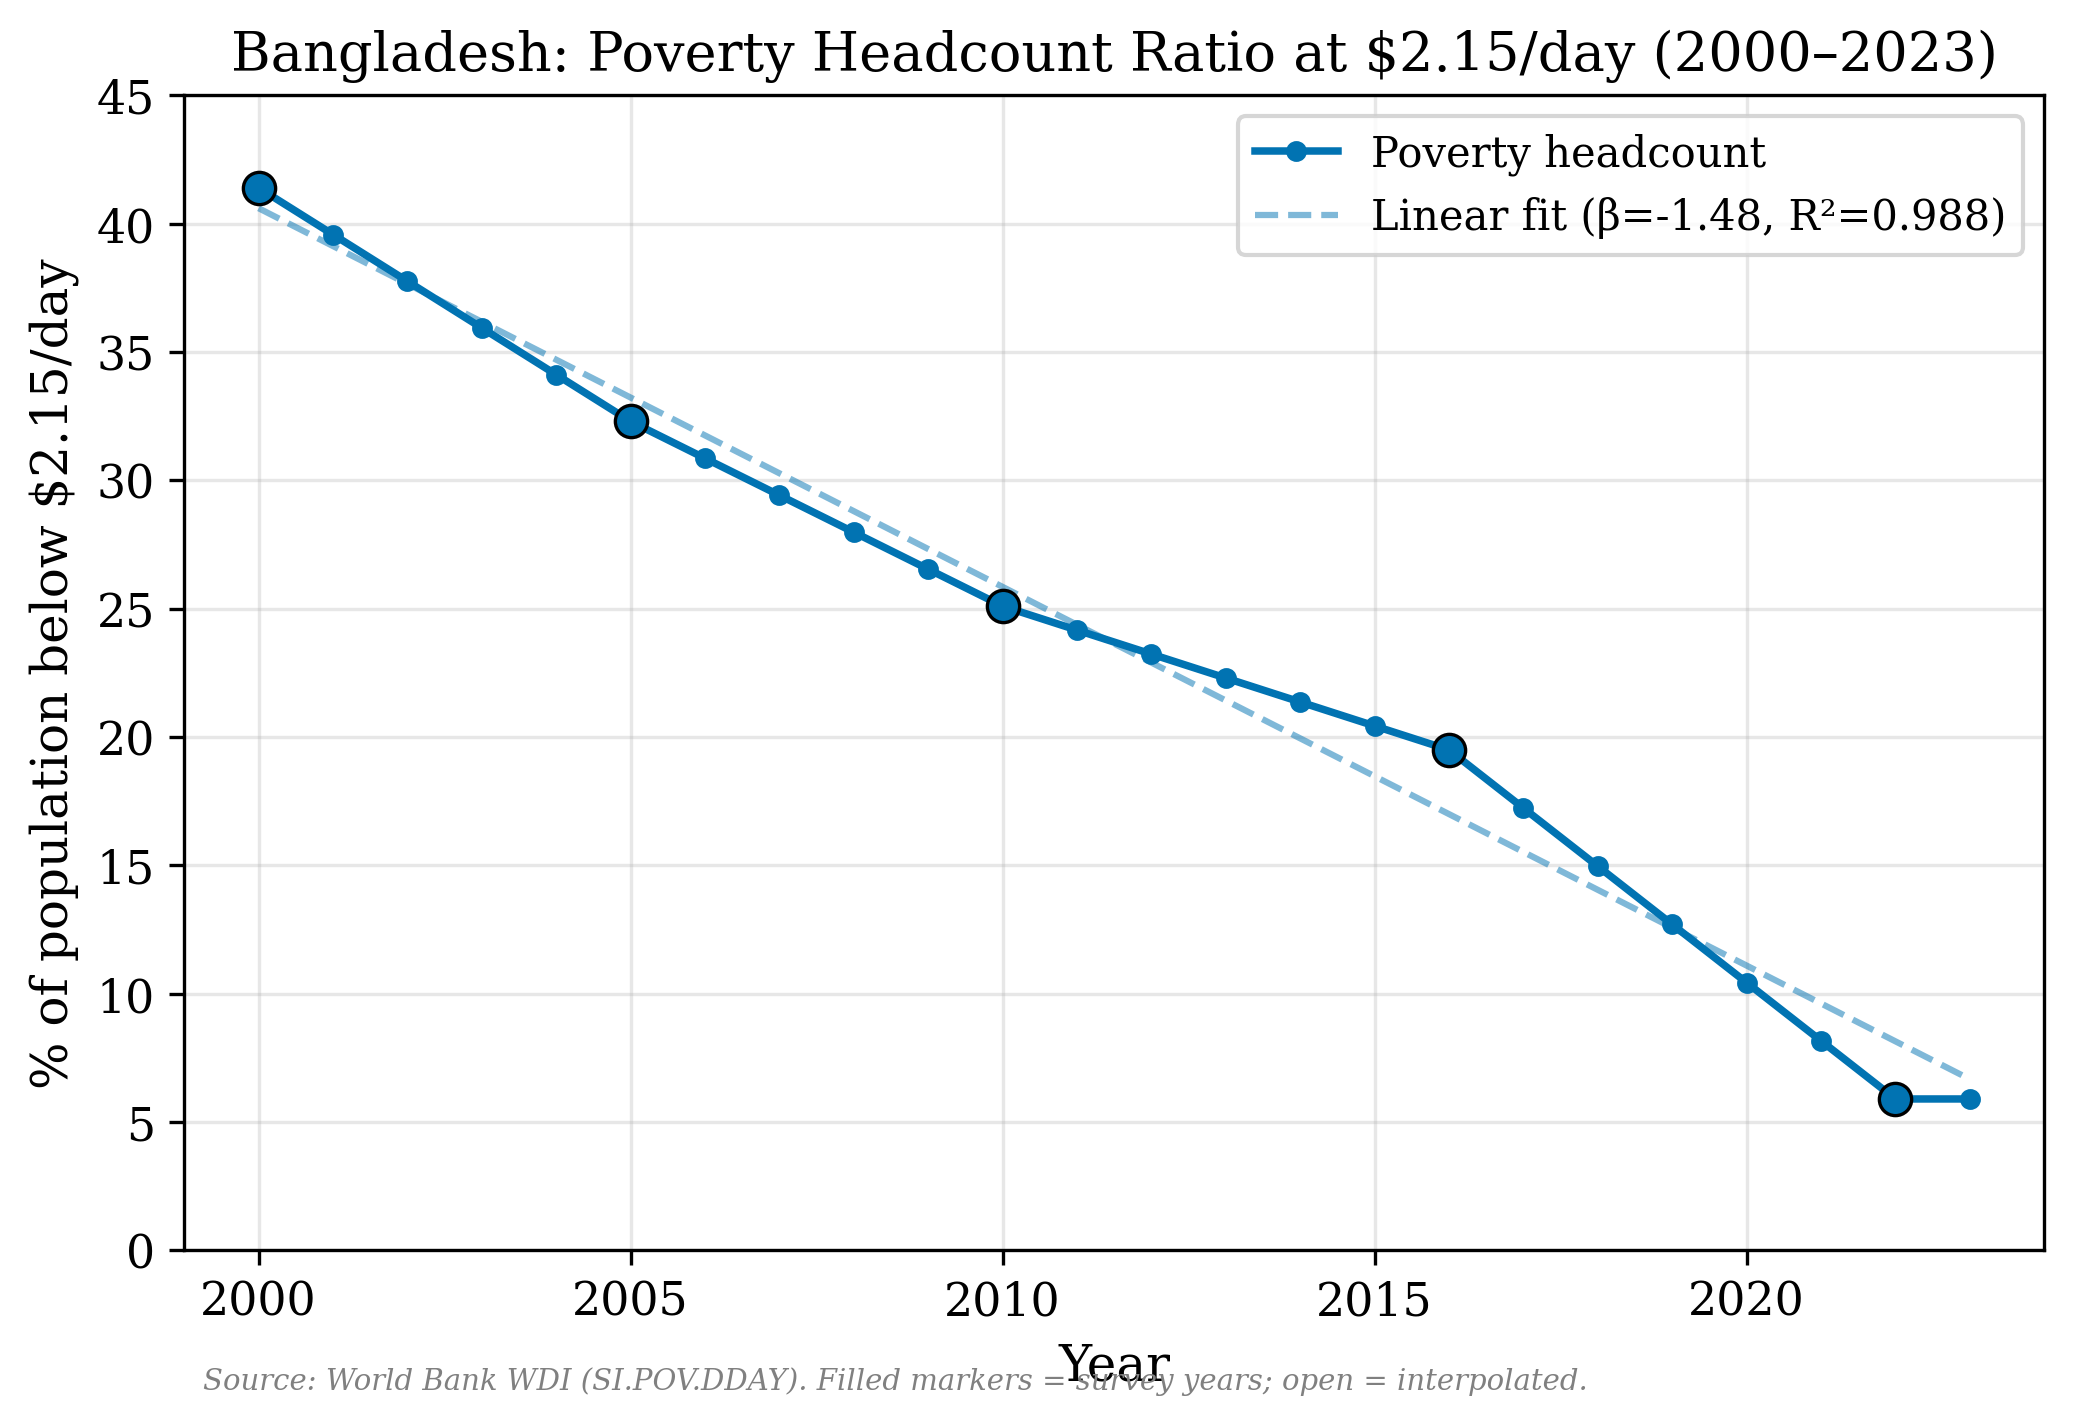 Bangladesh: Poverty Headcount Ratio at $2.15/day (2000–2023)
% of population below $2.15/day
45
40
35
30
25
20
15
10
5
0
Poverty headcount
Linear fit (β=-1.48, R²=0.988)
2000 2005 2010 2015 2020
Year
Source: World Bank WDI (SI.POV.DDAY). Filled markers = survey years; open = interpolated.